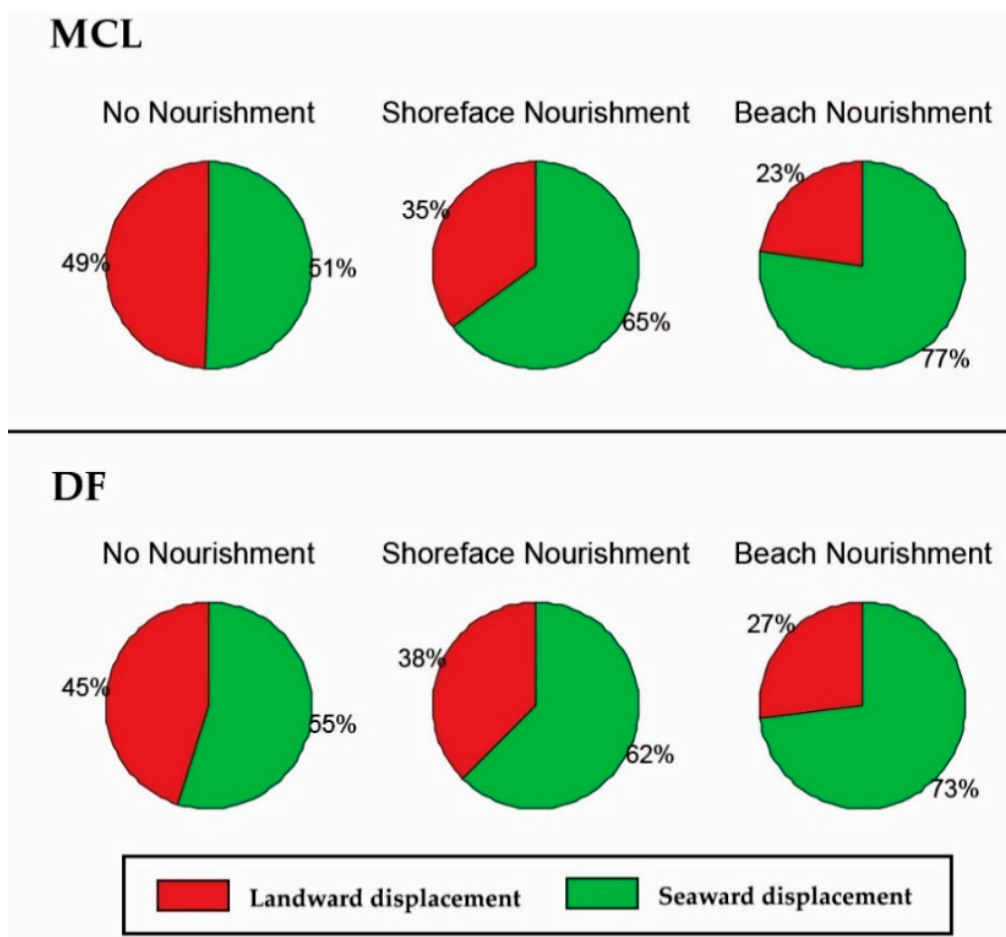 MCL
No Nourishment
Shoreface Nourishment
Beach Nourishment
49%
51%
35%
65%
23%
77%
DF
No Nourishment
Shoreface Nourishment
Beach Nourishment
45%
55%
38%
62%
27%
73%
Landward displacement
Seaward displacement